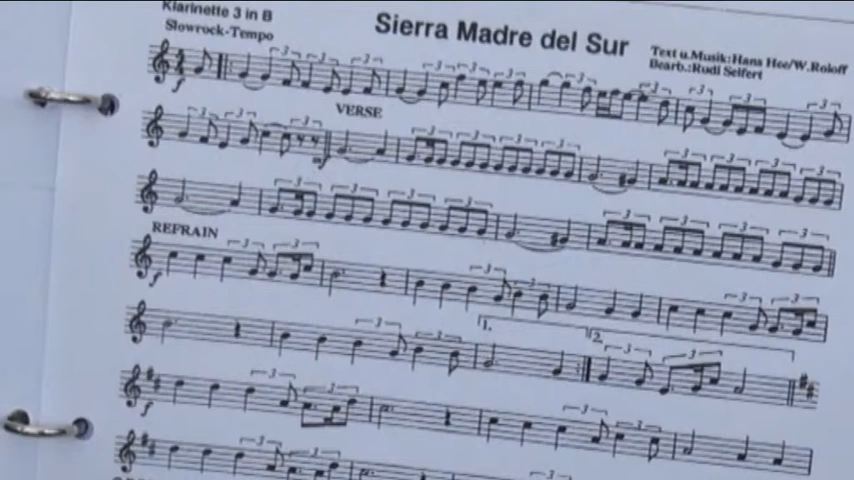 Klarinette 3 in B
Slowrock-Tempo
Sierra Madre del Sur
Text u.Musik:Hans Hee/W.Roloff
Bearb.:Rudi Seifert
VERSE
REFRAIN
1.
2.